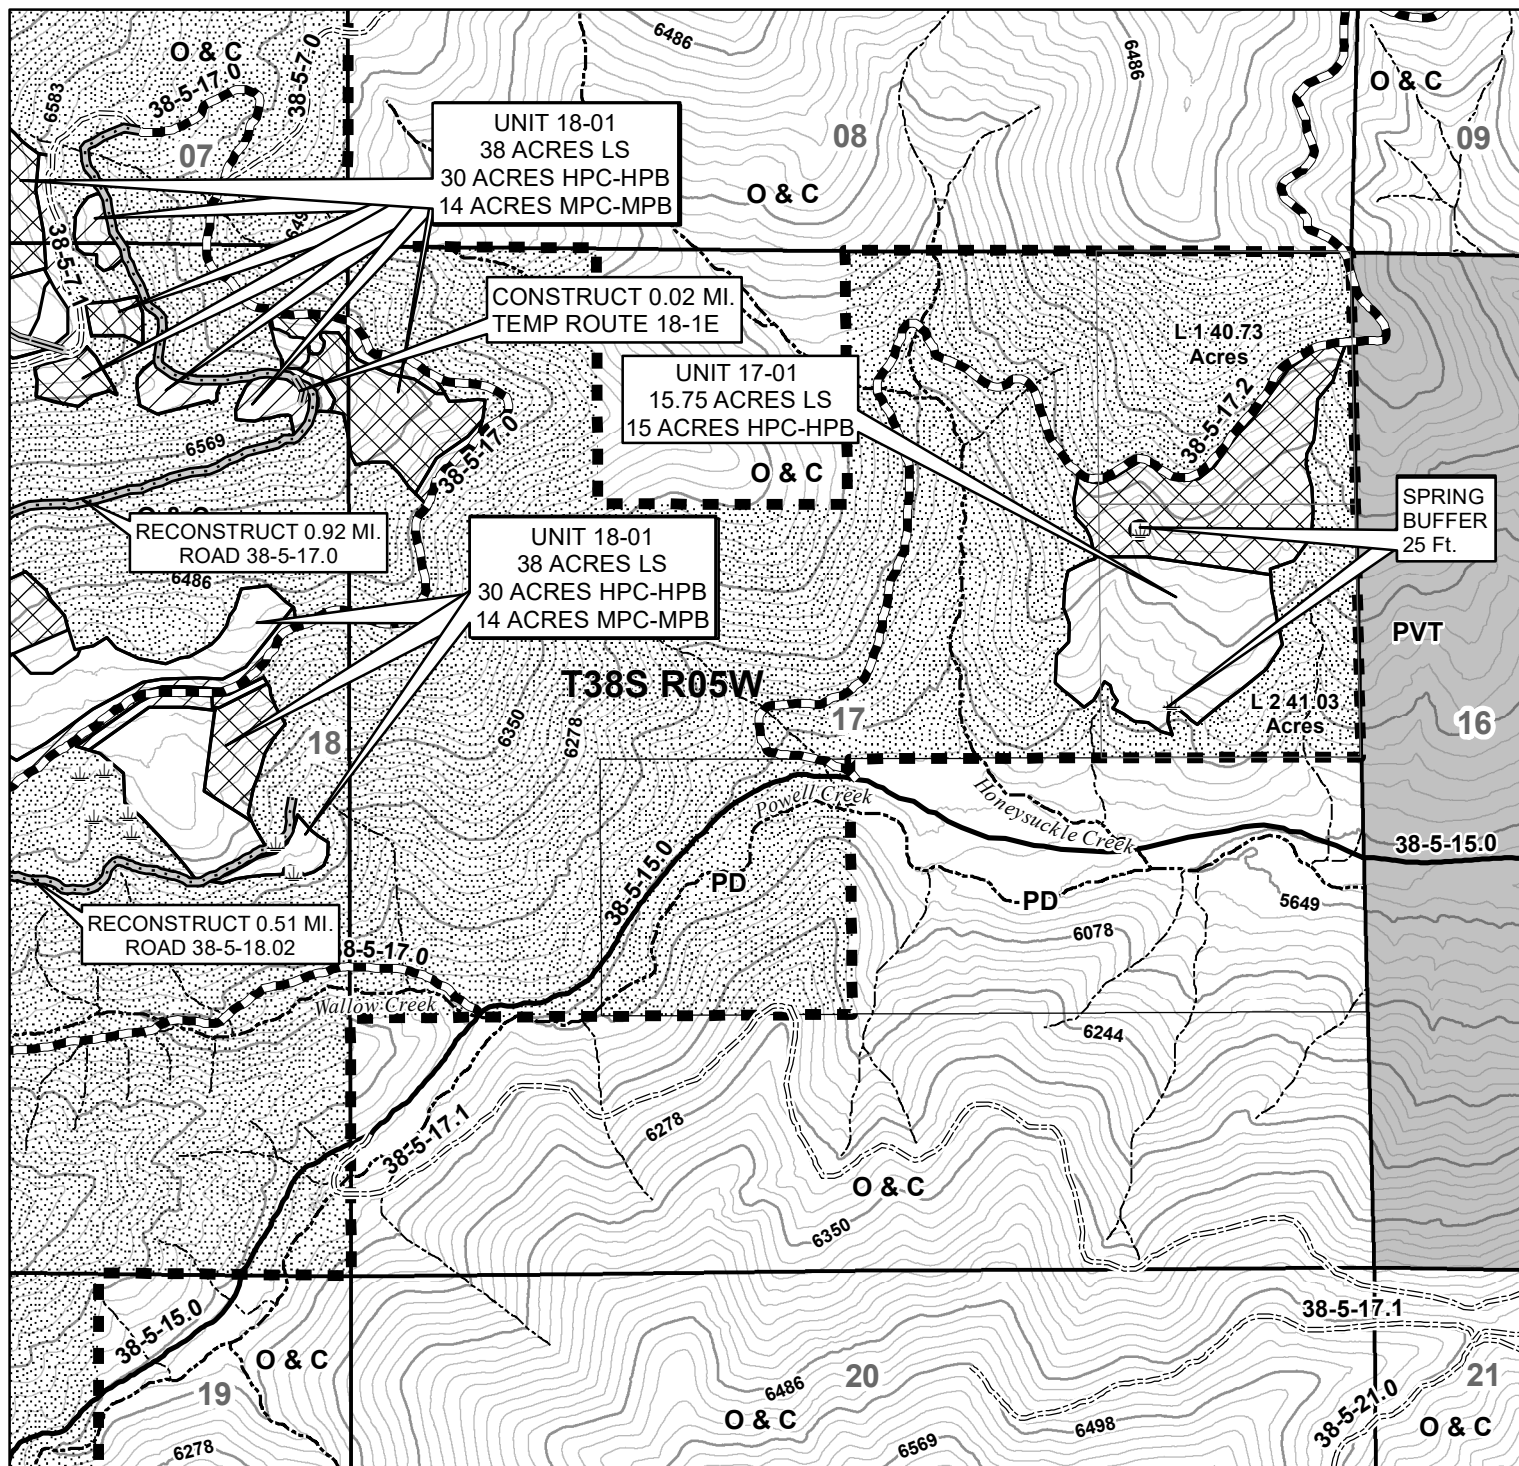 O & C
38-5-17.0
38-5-7.0
6583
07
UNIT 18-01
38 ACRES LS
30 ACRES HPC-HPB
14 ACRES MPC-MPB
6486
08
O & C
6486
O & C
09
38-5-7.1
CONSTRUCT 0.02 MI.
TEMP ROUTE 18-1E
UNIT 17-01
15.75 ACRES LS
15 ACRES HPC-HPB
L 1 40.73
Acres
38-5-17.2
6569
38-5-17.0
O & C
RECONSTRUCT 0.92 MI.
ROAD 38-5-17.0
6486
UNIT 18-01
38 ACRES LS
30 ACRES HPC-HPB
14 ACRES MPC-MPB
SPRING
BUFFER
25 Ft.
PVT
T38S R05W
17
18
6350
6278
L 2 41.03
Acres
16
Powell Creek
Honeysuckle Creek
38-5-15.0
38-5-15.0
PD
PD
5649
6078
RECONSTRUCT 0.51 MI.
ROAD 38-5-18.02
38-5-17.0
Wallow Creek
6244
6278
38-5-17.1
O & C
6350
38-5-15.0
O & C
19
6278
20
6486
O & C
6569
6498
38-5-17.1
38-5-21.0
21
O & C